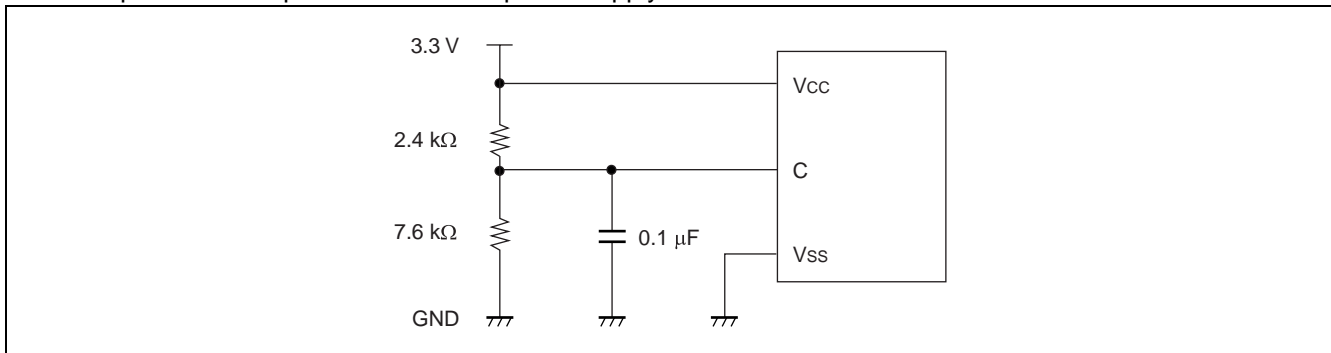 3.3 V
VCC
2.4 kΩ
C
7.6 kΩ
0.1 μF
VSS
GND